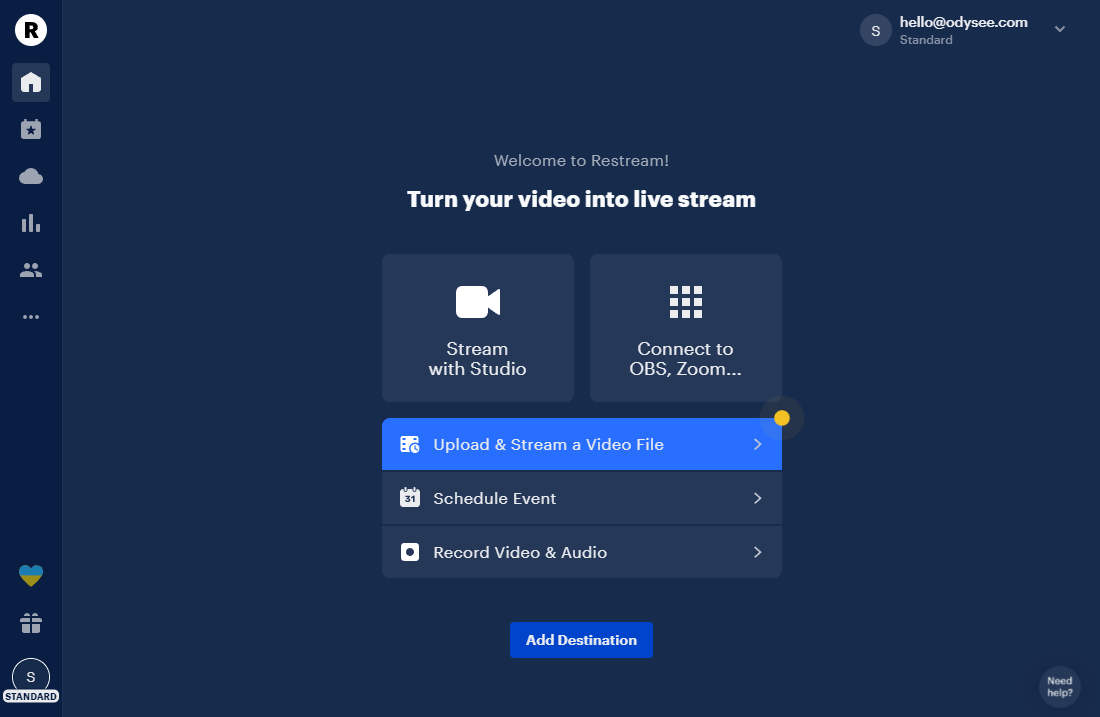 R
S
hello@odysee.com
Standard
Welcome to Restream!
Turn your video into live stream
Stream
with Studio
Connect to
OBS, Zoom...
Upload & Stream a Video File
31
Schedule Event
Record Video & Audio
Add Destination
S
STANDARD
Need
help?